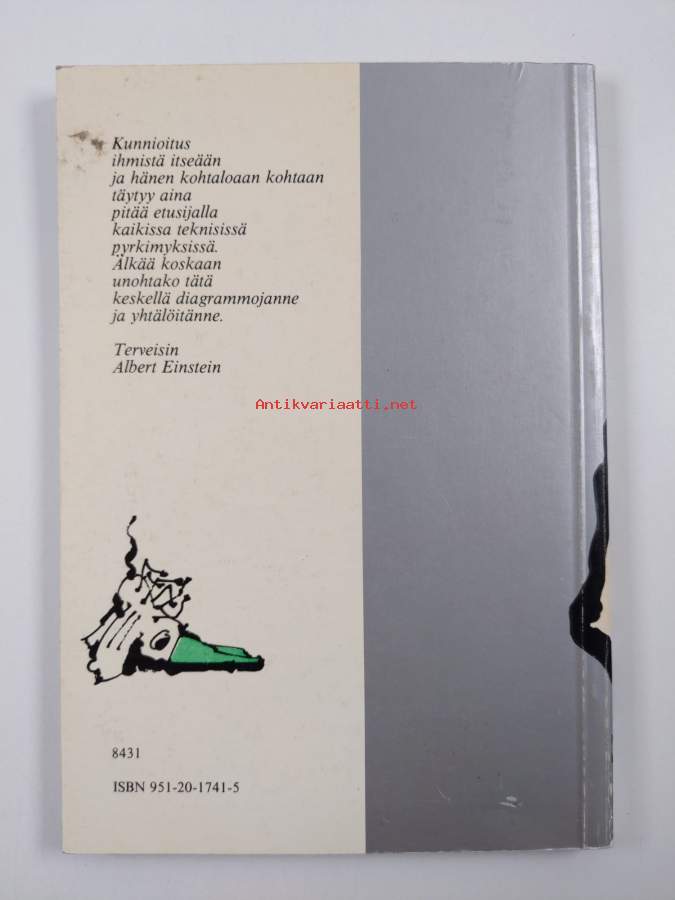 Kunnioitus
ihmistä itseään
ja hänen kohtaloaan kohtaan
täytyy aina
pitää etusijalla
kaikissa teknisissä
pyrkimyksissä.
Älkää koskaan
unohtako tätä
keskellä diagrammojanne
ja yhtälöitänne.
Terveisin
Albert Einstein
Antikvariaatti.net
8431
ISBN 951-20-1741-5